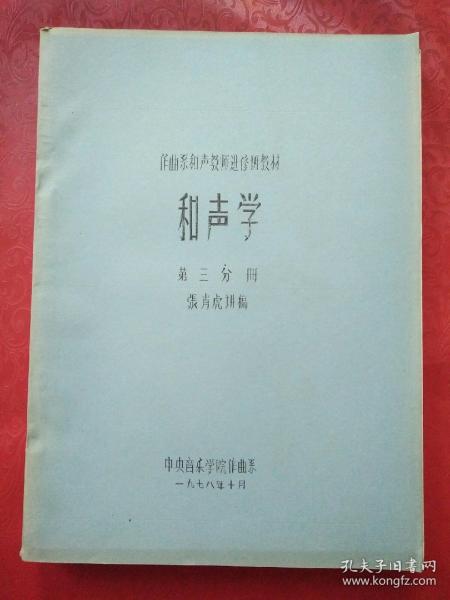 作曲系和声教师进修班教材
和声学
第三分册
張肖虎讲稿
中央音乐学院作曲系
一九七八年十月
孔夫子旧书网
www.kongfz.com